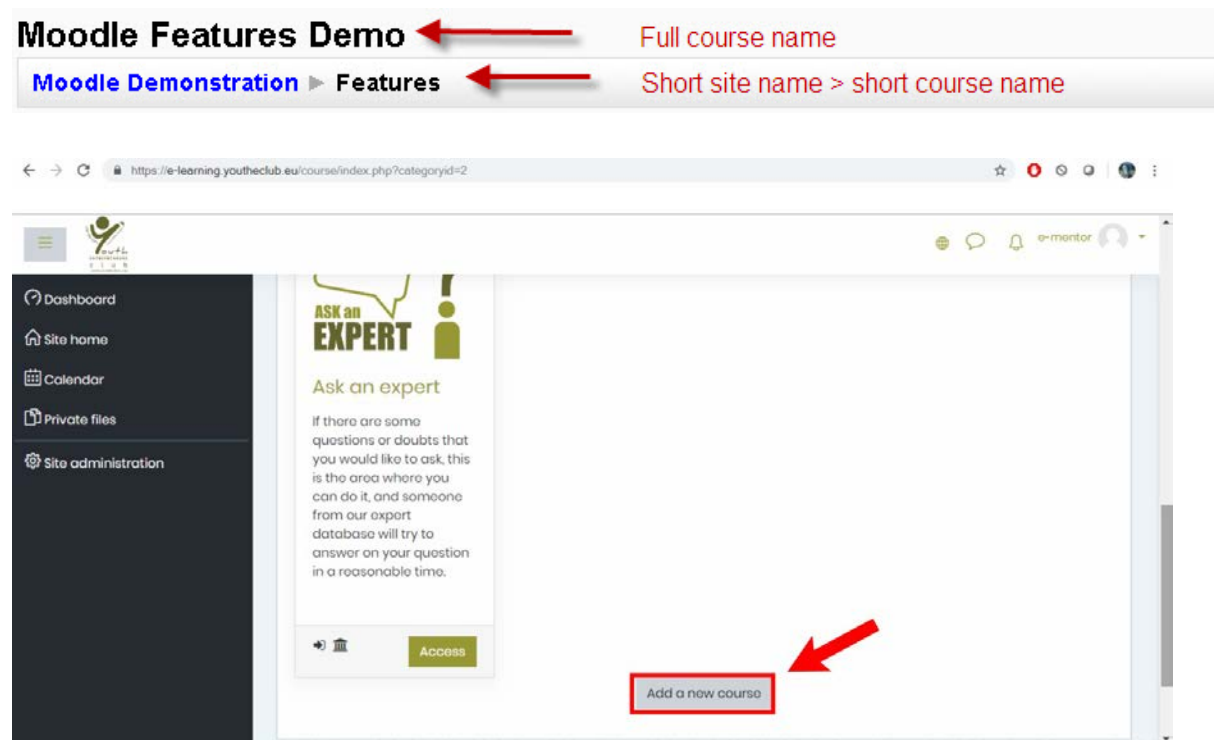 Moodle Features Demo
Full course name
Moodle Demonstration ► Features
Short site name > short course name
https://e-learning.youtheclub.eu/course/index.php?categoryid=2
Youth
CLUB
e-mentor
Dashboard
Site home
Calendar
Private files
Site administration
ASK an
EXPERT
Ask an expert
If there are some
questions or doubts that
you would like to ask, this
is the area where you
can do it, and someone
from our expert
database will try to
answer on your question
in a reasonable time.
Access
Add a new course